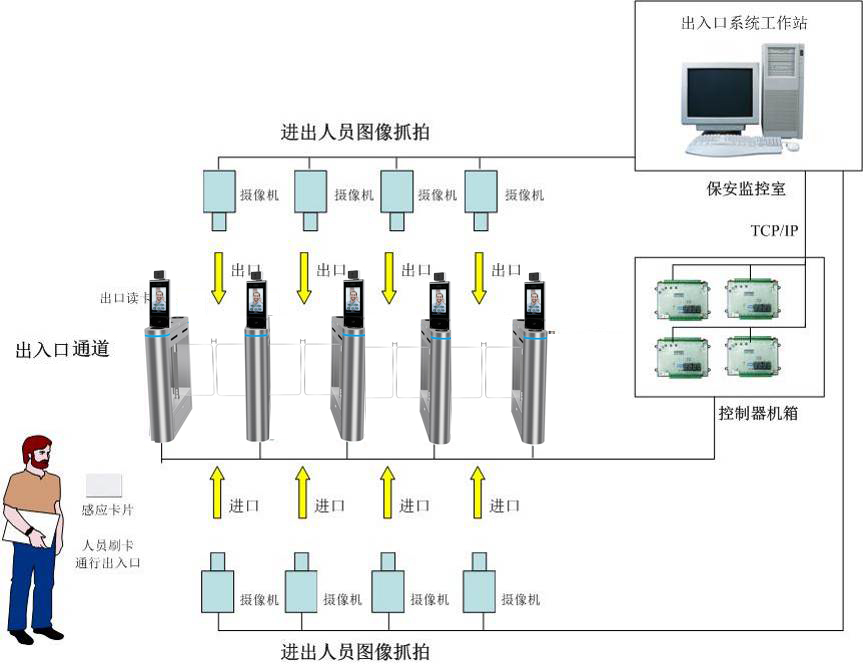 出入口系统工作站
进出人员图像抓拍
摄像机
摄像机
摄像机
摄像机
保安监控室
TCP/IP
出口
出口
出口
出口
出口读卡
出入口通道
控制器机箱
进口
进口
进口
进口
感应卡片
人员刷卡
通行出入口
摄像机
摄像机
摄像机
摄像机
进出人员图像抓拍